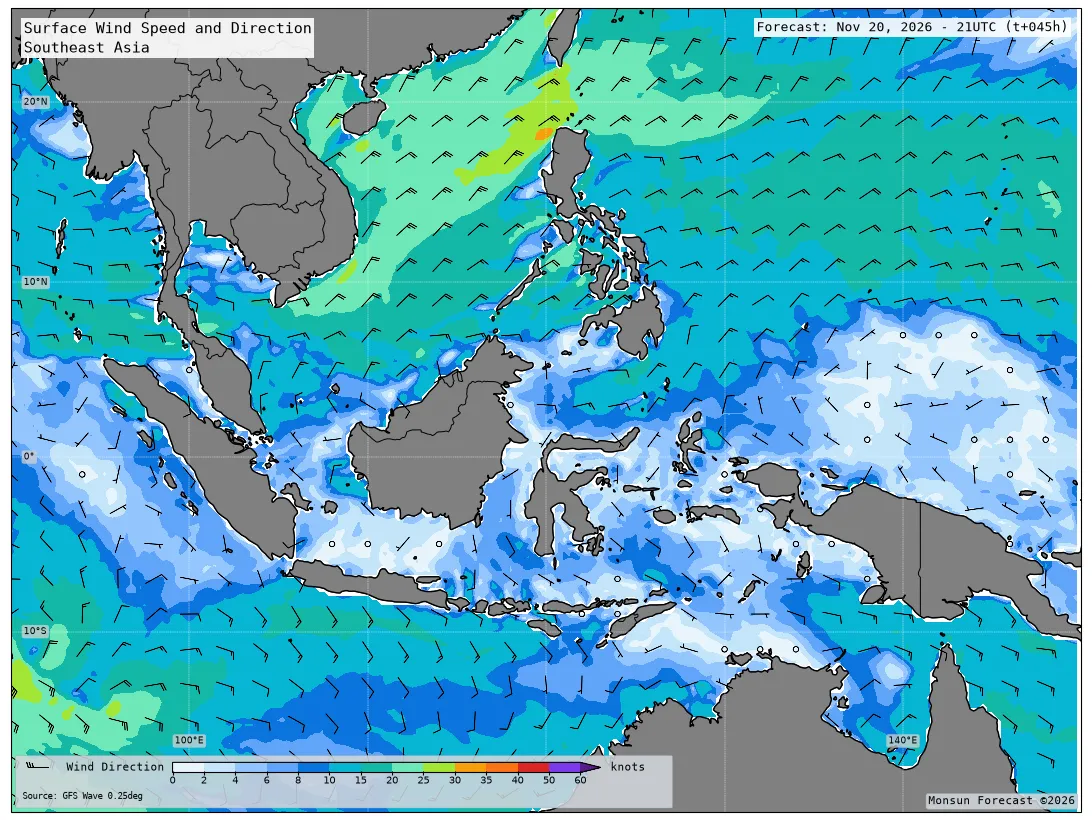 Surface Wind Speed and Direction
Southeast Asia
Forecast: Nov 20, 2026 - 21UTC (t+045h)
20°N
10°N
0°
10°S
100°E
140°E
Wind Direction
0 2 4 6 8 10 15 20 25 30 35 40 50 60
knots
Source: GFS Wave 0.25deg
Monsun Forecast ©2026